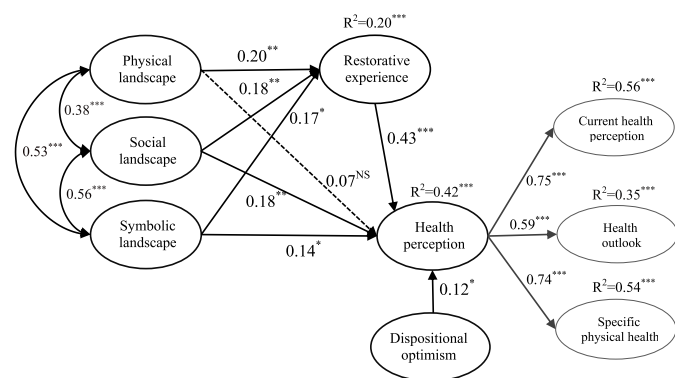 R²=0.20***
Physical
landscape
0.20**
Restorative
experience
0.18**
0.17*
R²=0.56***
Current health
perception
0.38***
0.53***
Social
landscape
0.43***
0.07NS
0.56***
0.18**
R²=0.42***
0.75***
R²=0.35***
Symbolic
landscape
0.14*
Health
perception
0.59***
Health
outlook
0.74***
R²=0.54***
0.12*
Specific
physical health
Dispositional
optimism